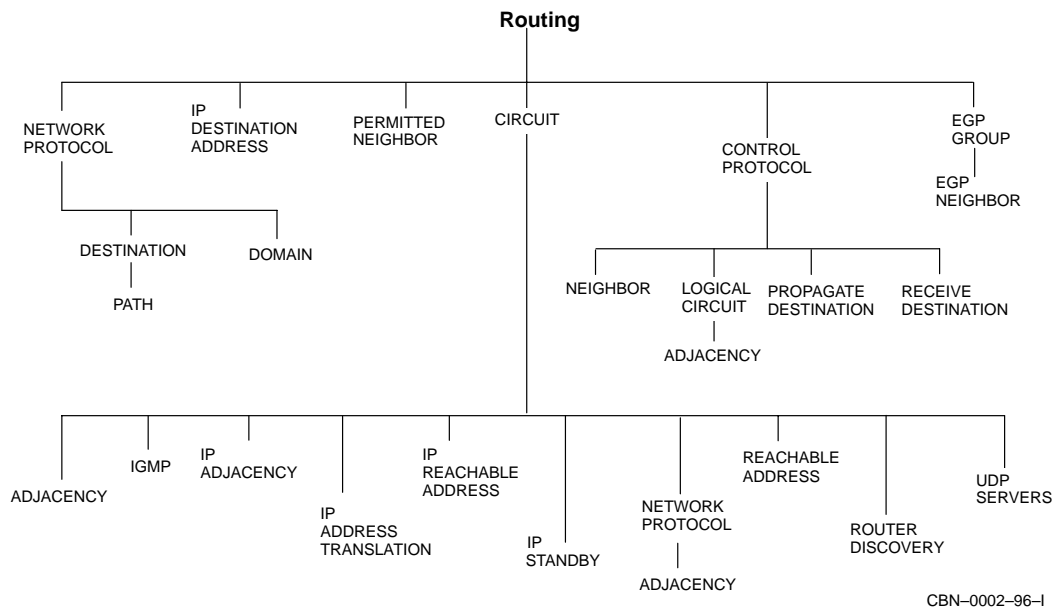 Routing
NETWORK
PROTOCOL
IP
DESTINATION
ADDRESS
PERMITTED
NEIGHBOR
CIRCUIT
CONTROL
PROTOCOL
EGP
GROUP
EGP
NEIGHBOR
DESTINATION
DOMAIN
PATH
NEIGHBOR
LOGICAL
CIRCUIT
PROPAGATE
DESTINATION
RECEIVE
DESTINATION
ADJACENCY
ADJACENCY
IGMP
IP
ADJACENCY
IP
ADDRESS
TRANSLATION
IP
REACHABLE
ADDRESS
IP
STANDBY
NETWORK
PROTOCOL
ADJACENCY
REACHABLE
ADDRESS
ROUTER
DISCOVERY
UDP
SERVERS
CBN–0002–96–I